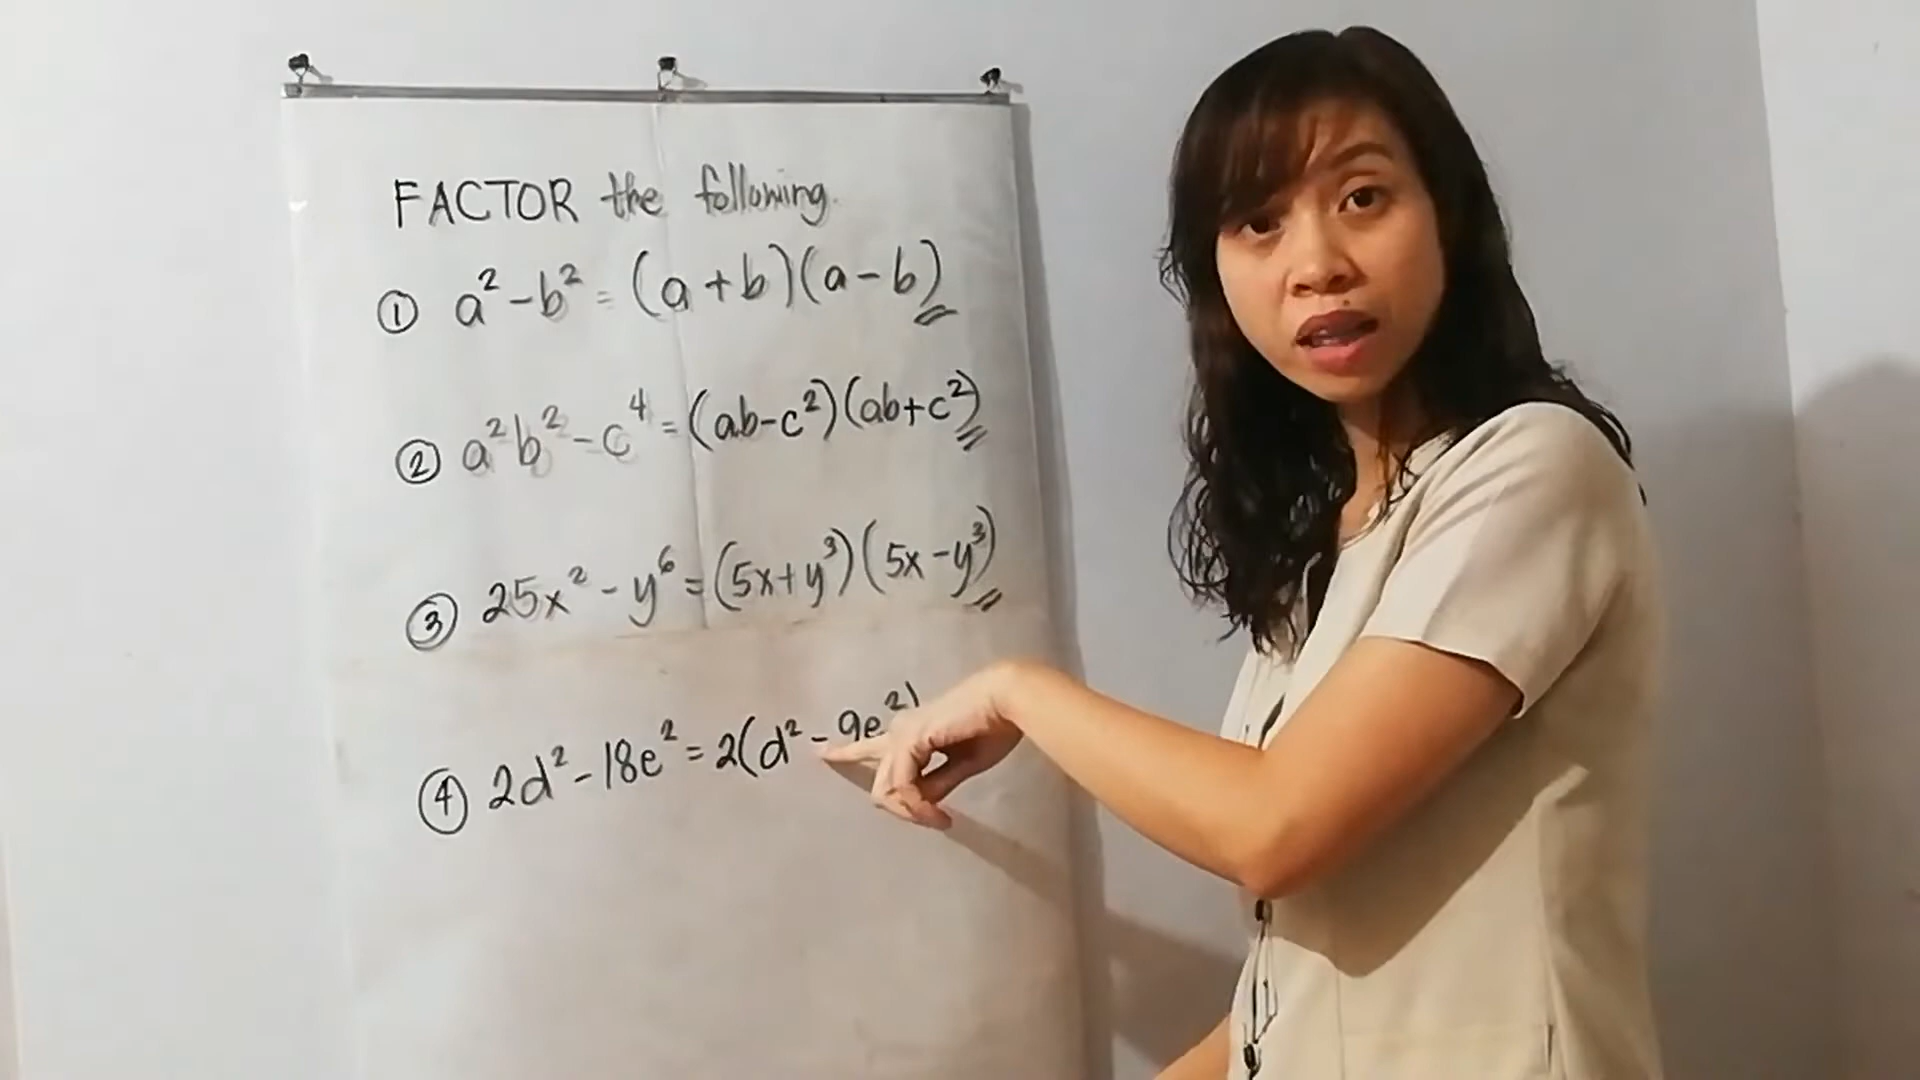 FACTOR the following.
① a² - b² = (a + b)(a - b)
② a²b² - c⁴ = (ab - c²)(ab + c²)
③ 25x² - y⁶ = (5x + y³)(5x - y³)
④ 2d² - 18e² = 2(d² - 9e²)